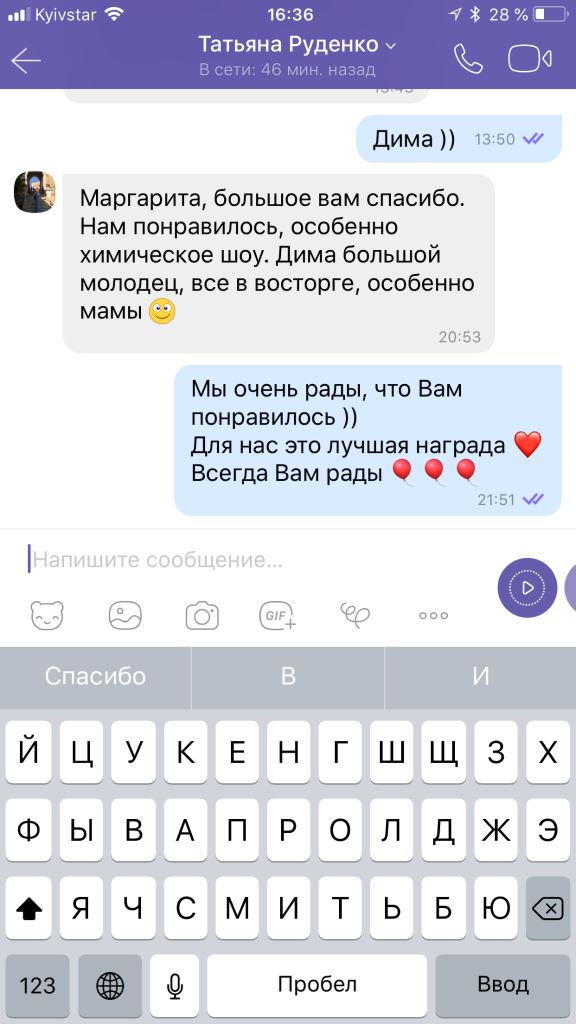 Kyivstar 16:36 28 %
Татьяна Руденко
В сети: 46 мин. назад
Дима )) 13:50
Маргарита, большое вам спасибо.
Нам понравилось, особенно
химическое шоу. Дима большой
молодец, все в восторге, особенно
мамы
20:53
Мы очень рады, что Вам
понравилось ))
Для нас это лучшая награда ❤️
Всегда Вам рады 🎈🎈🎈
21:51
Напишите сообщение...
GIF
Спасибо В И
Й Ц У К Е Н Г Ш Щ З Х
Ф Ы В А П Р О Л Д Ж Э
Я Ч С М И Т Ь Б Ю
123 Пробел Ввод